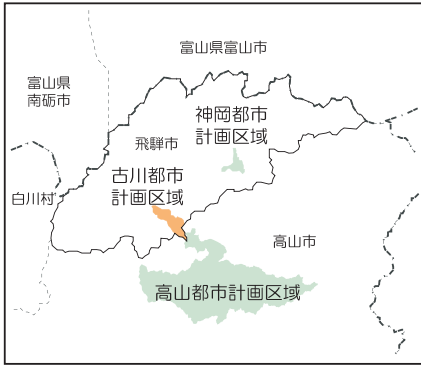 富山県富山市
富山県
南砺市
神岡都市
計画区域
飛騨市
古川都市
計画区域
白川村
高山市
高山都市計画区域